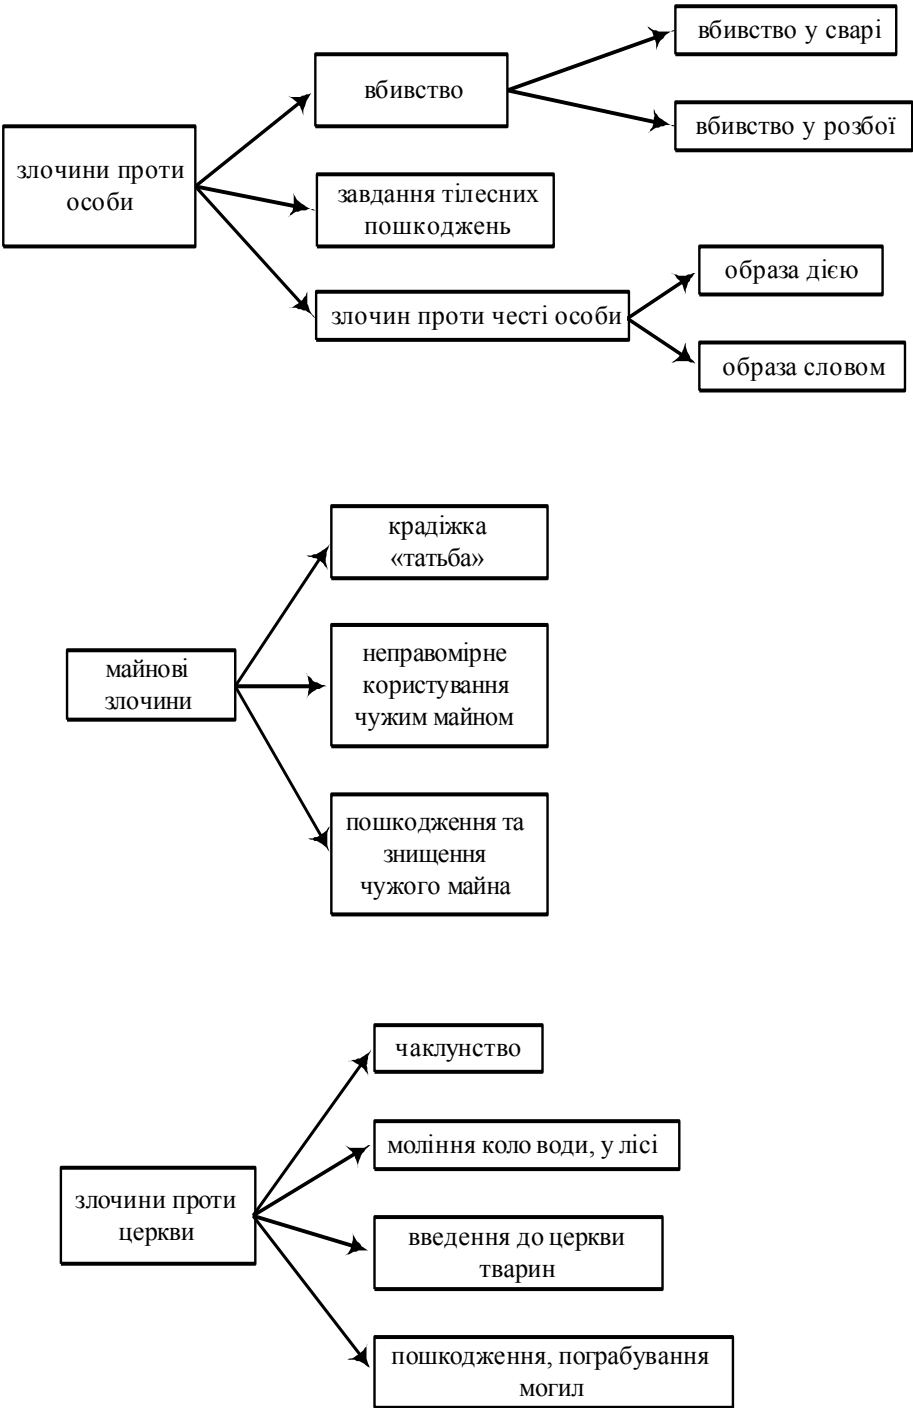 злочини проти
особи
вбивство
вбивство у сварі
вбивство у розбої
завдання тілесних
пошкоджень
злочин проти честі особи
образа дією
образа словом
майнові
злочини
крадіжка
«татьба»
неправомірне
користування
чужим майном
пошкодження та
знищення
чужого майна
злочини проти
церкви
чаклунство
моління коло води, у лісі
введення до церкви
тварин
пошкодження, пограбування
могил